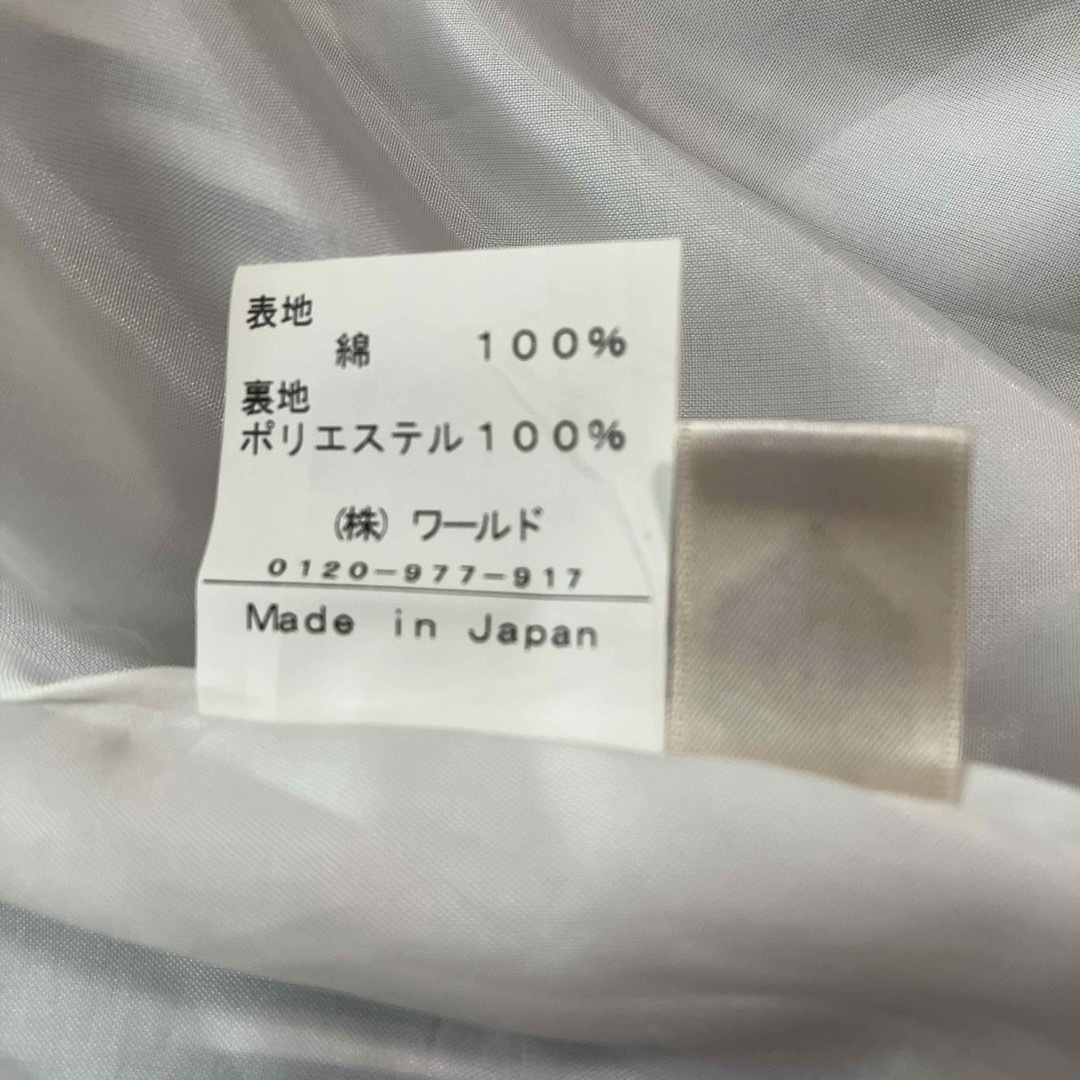 表地
綿 100%
裏地
ポリエステル100%
(株)ワールド
0120-977-917
Made in Japan